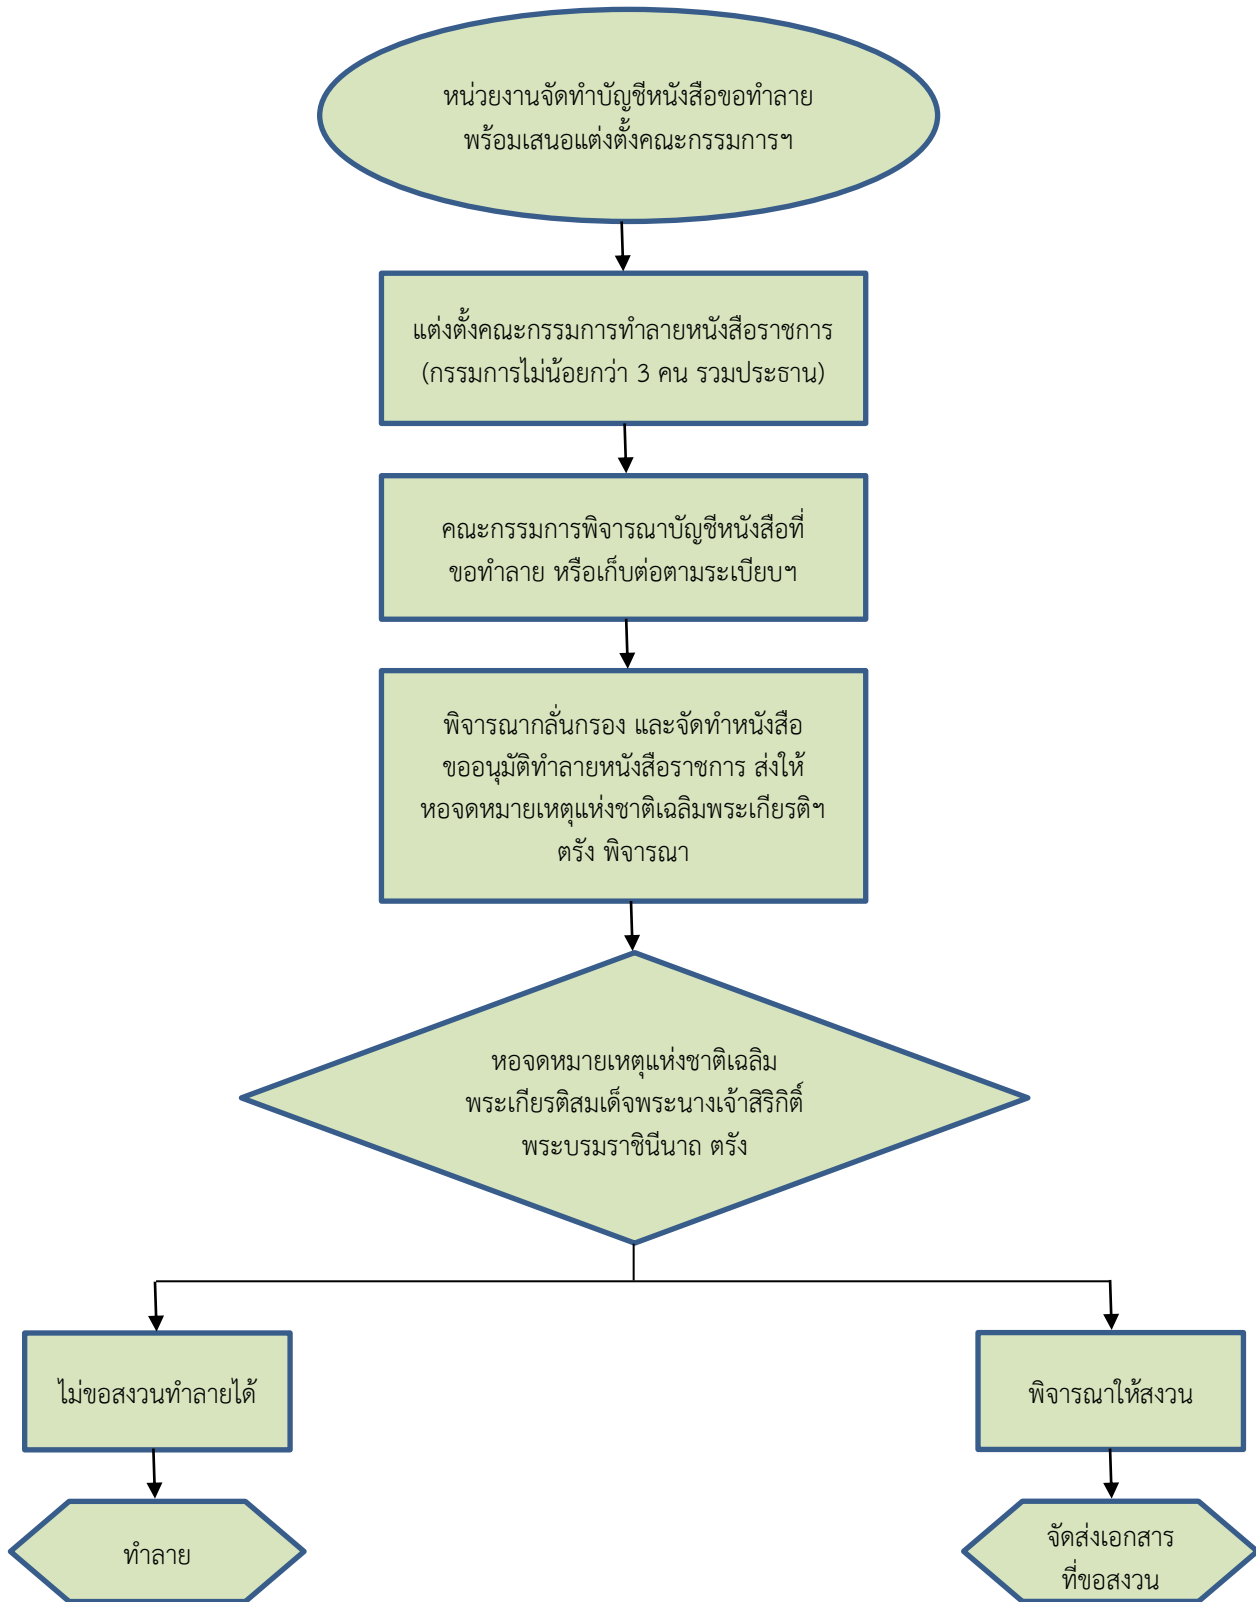 หน่วยงานจัดทำบัญชีหนังสือขอทำลาย
พร้อมเสนอแต่งตั้งคณะกรรมการฯ
แต่งตั้งคณะกรรมการทำลายหนังสือราชการ
(กรรมการไม่น้อยกว่า 3 คน รวมประธาน)
คณะกรรมการพิจารณาบัญชีหนังสือที่
ขอทำลาย หรือเก็บต่อตามระเบียบฯ
พิจารณากลั่นกรอง และจัดทำหนังสือ
ขออนุมัติทำลายหนังสือราชการ ส่งให้
หอจดหมายเหตุแห่งชาติเฉลิมพระเกียรติฯ
ตรัง พิจารณา
หอจดหมายเหตุแห่งชาติเฉลิม
พระเกียรติสมเด็จพระนางเจ้าสิริกิติ์
พระบรมราชินีนาถ ตรัง
ไม่ขอสงวนทำลายได้
พิจารณาให้สงวน
ทำลาย
จัดส่งเอกสาร
ที่ขอสงวน